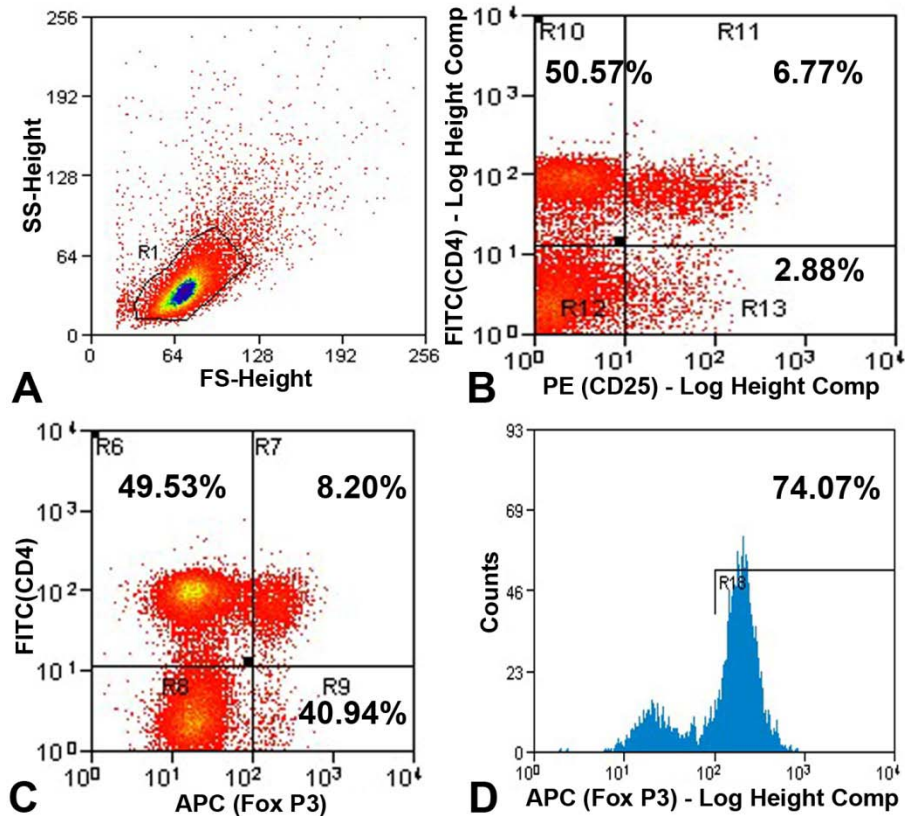 256
192
128
64
0
SS-Height
R1
0 64 128 192 256
FS-Height
A
10⁴
10³
10²
10¹
10⁰
FITC(CD4) - Log Height Comp
R10 R11
50.57% 6.77%
2.88%
R12 R13
10⁰ 10¹ 10² 10³ 10⁴
PE (CD25) - Log Height Comp
B
10⁴
10³
10²
10¹
10⁰
FITC(CD4)
R6 R7
49.53% 8.20%
R8 R9
40.94%
10⁰ 10¹ 10² 10³ 10⁴
APC (Fox P3)
C
93
69
46
23
0
Counts
74.07%
R18
10⁰ 10¹ 10² 10³ 10⁴
APC (Fox P3) - Log Height Comp
D